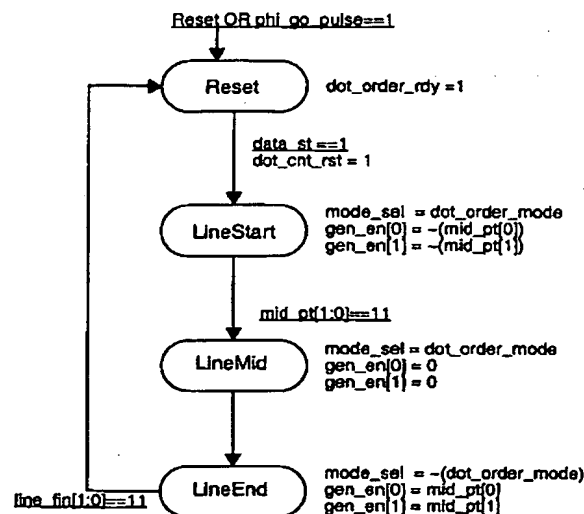 Reset OR phi_go_pulse==1
Reset
dot_order_rdy =1
data_st==1
dot_cnt_rst = 1
LineStart
mode_sel = dot_order_mode
gen_en[0] = ~(mid_pt[0])
gen_en[1] = ~(mid_pt[1])
mid_pt[1:0]==11
LineMid
mode_sel = dot_order_mode
gen_en[0] = 0
gen_en[1] = 0
LineEnd
mode_sel = ~(dot_order_mode)
gen_en[0] = mid_pt[0]
gen_en[1] = mid_pt[1]
line_fin[1:0]==11